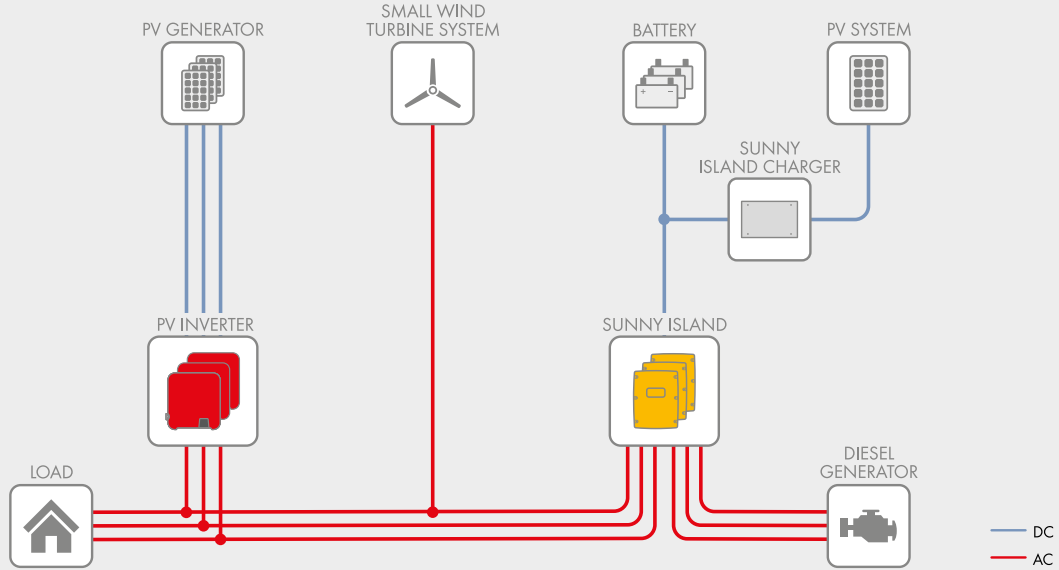 PV GENERATOR
SMALL WIND
TURBINE SYSTEM
BATTERY
PV SYSTEM
SUNNY
ISLAND CHARGER
PV INVERTER
SUNNY ISLAND
LOAD
DIESEL
GENERATOR
DC
AC